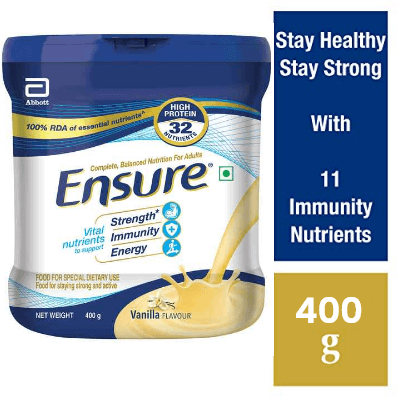 Abbott
100% RDA of essential nutrients^
HIGH
PROTEIN
32
NUTRIENTS
Complete, Balanced Nutrition For Adults
Ensure®
Vital
nutrients
to support
Strength+
Immunity
Energy
FOOD FOR SPECIAL DIETARY USE
Food for staying strong and active
NET WEIGHT 400 g
Vanilla FLAVOUR
Stay Healthy
Stay Strong
With
11
Immunity
Nutrients
400
g